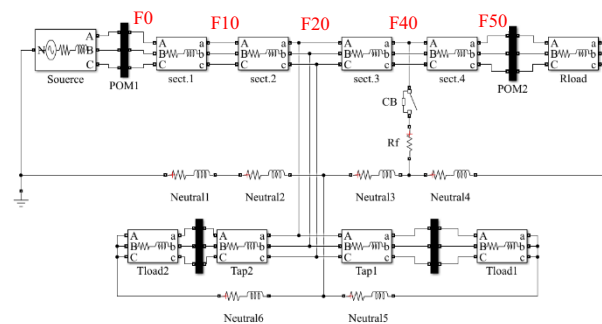 F0 F10 F20 F40 F50
A A a A a A a A a A
N B B b B b B b B b B
C C c C c C c C c C
Souerce POM1 sect.1 sect.2 sect.3 sect.4 POM2 Rload
CB
Rf
Neutral1 Neutral2 Neutral3 Neutral4
A a A a A a A a
B b B b B b B b
C c C c C c C c
Tload2 Tap2 Tap1 Tload1
Neutral6 Neutral5